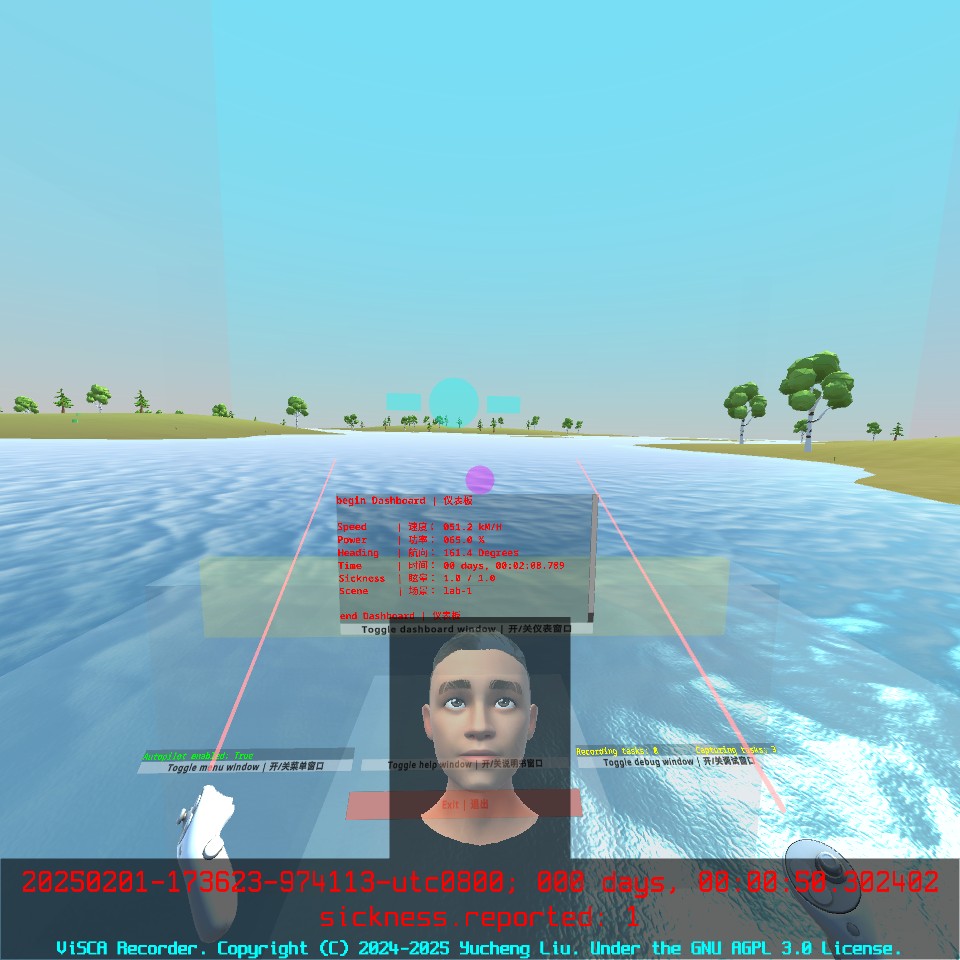 begin Dashboard | 仪表板
Speed | 速度： 051.2 kM/H
Power | 功率： 065.0 %
Heading | 航向： 161.4 Degrees
Time | 时间： 00 days, 00:02:08.789
Sickness | 眩晕： 1.0 / 1.0
Scene | 场景： lab-1
end Dashboard | 仪表板
Toggle dashboard window | 开/关仪表窗口
Autopilot enabled: True
Toggle menu window | 开/关菜单窗口
Toggle help window | 开/关说明书窗口
Recording tasks: 0 Capturing tasks: 3
Toggle debug window | 开/关调试窗口
Exit | 退出
20250201-173623-974113-utc0800; 000 days, 00:00:50.302402
sickness.reported: 1
ViSCA Recorder. Copyright (C) 2024-2025 Yucheng Liu. Under the GNU AGPL 3.0 License.